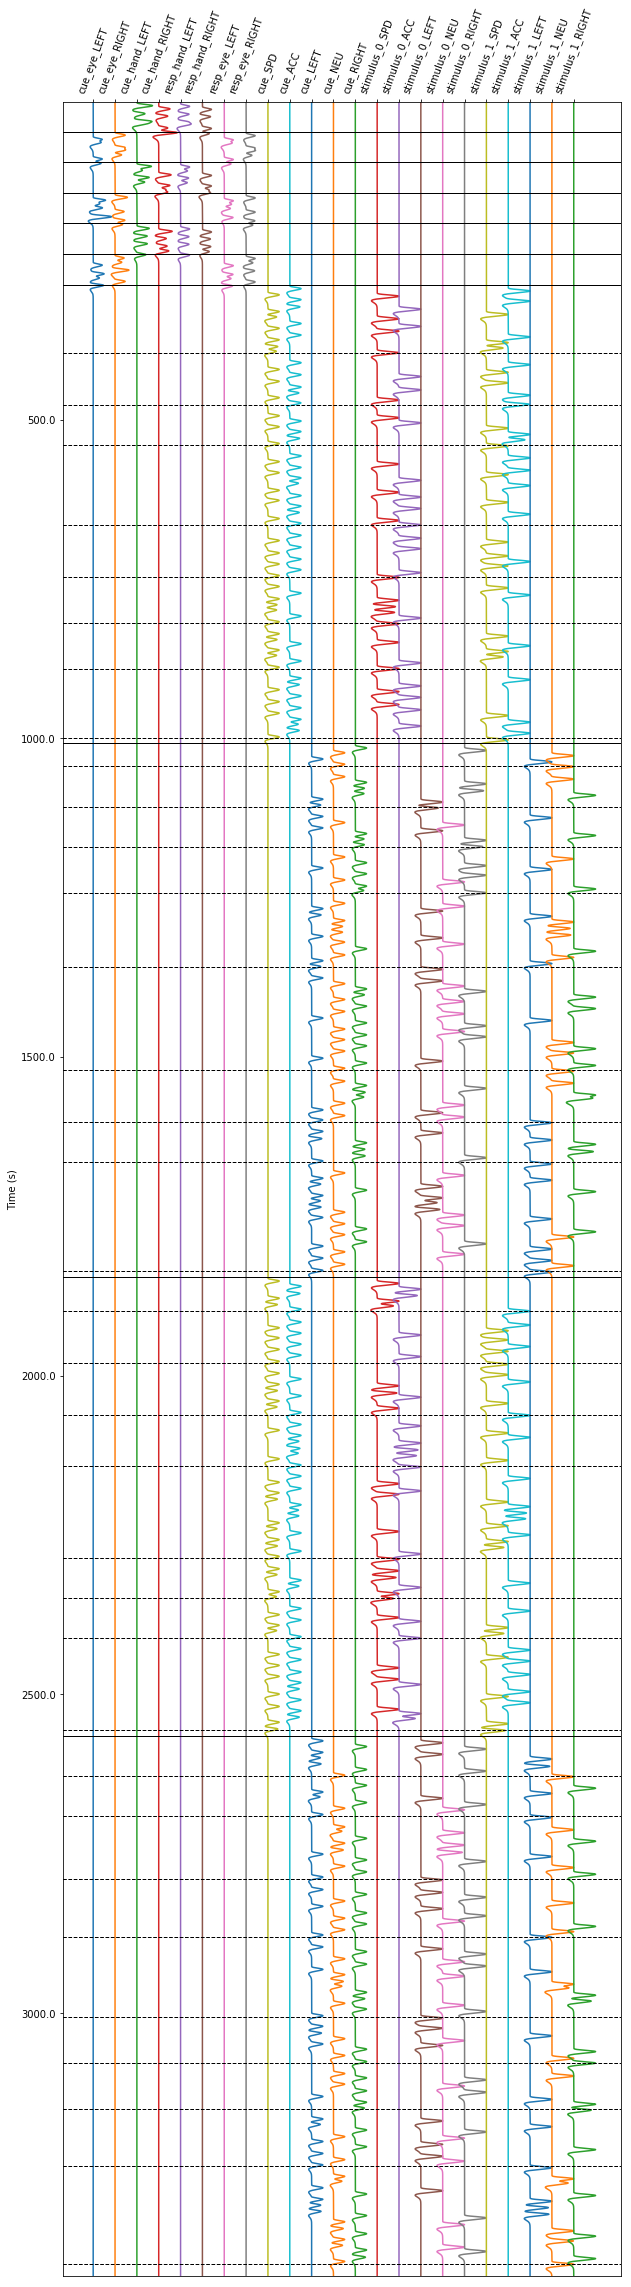 cue_eye_LEFT
cue_eye_RIGHT
cue_hand_LEFT
cue_hand_RIGHT
resp_hand_LEFT
resp_hand_RIGHT
resp_eye_LEFT
resp_eye_RIGHT
cue_SPD
cue_ACC
cue_LEFT
cue_NEU
cue_RIGHT
stimulus_0_SPD
stimulus_0_ACC
stimulus_0_LEFT
stimulus_0_NEU
stimulus_0_RIGHT
stimulus_1_SPD
stimulus_1_ACC
stimulus_1_LEFT
stimulus_1_NEU
stimulus_1_RIGHT
500.0
1000.0
1500.0
Time (s)
2000.0
2500.0
3000.0